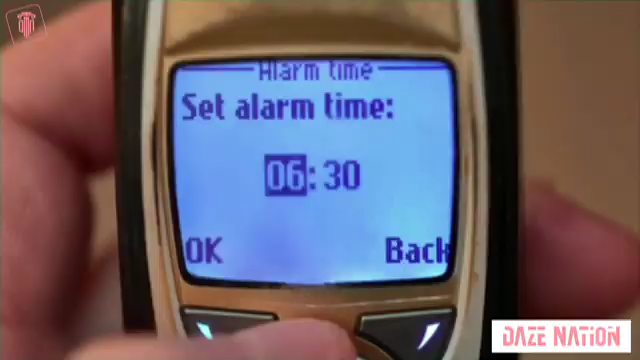 Alarm time
Set alarm time:
06:30
OK
Back
DAZE NATION